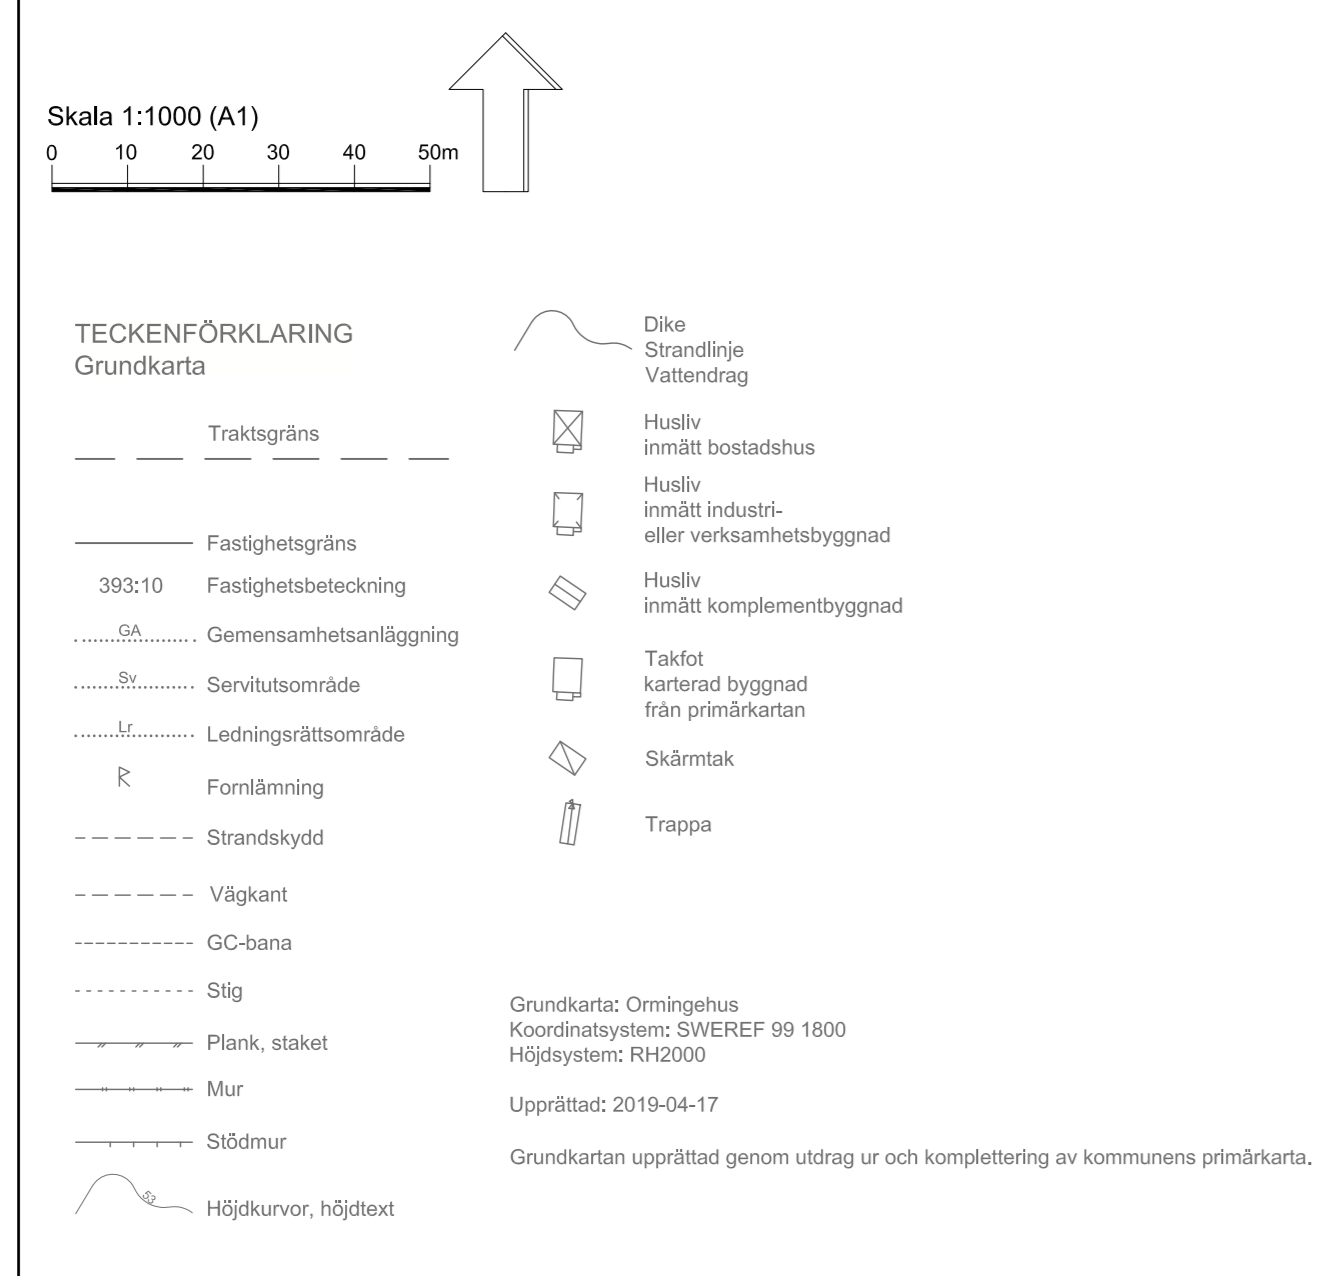 Skala 1:1000 (A1)
0 10 20 30 40 50m
TECKENFÖRKLARING
Grundkarta
Traktsgräns
Fastighetsgräns
393:10 Fastighetsbeteckning
GA Gemensamhetsanläggning
Sv Servitutsområde
Lr Ledningsrättsområde
R Fornlämning
Strandskydd
Vägkant
GC-bana
Stig
Plank, staket
Mur
Stödmur
53 Höjdkurvor, höjdtext
Dike
Strandlinje
Vattendrag
Husliv
inmätt bostadshus
Husliv
inmätt industri-
eller verksamhetsbyggnad
Husliv
inmätt komplementbyggnad
Takfot
karterad byggnad
från primärkartan
Skärmtak
Trappa
Grundkarta: Ormingehus
Koordinatsystem: SWEREF 99 1800
Höjdsystem: RH2000
Upprättad: 2019-04-17
Grundkartan upprättad genom utdrag ur och komplettering av kommunens primärkarta.